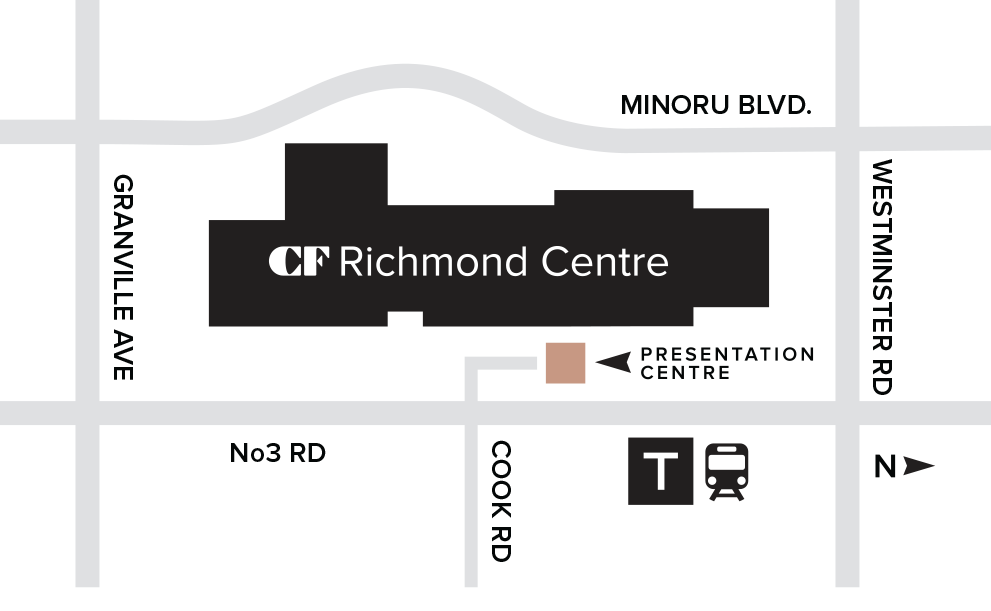 MINORU BLVD.
GRANVILLE AVE
WESTMINSTER RD
CF Richmond Centre
PRESENTATION
CENTRE
No3 RD
COOK RD
T
N